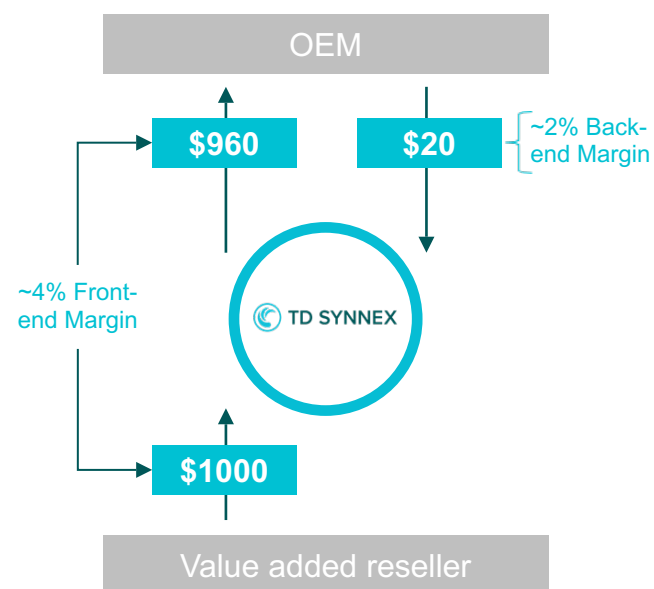 OEM
$960
$20
~2% Back-
end Margin
TD SYNNEX
~4% Front-
end Margin
$1000
Value added reseller